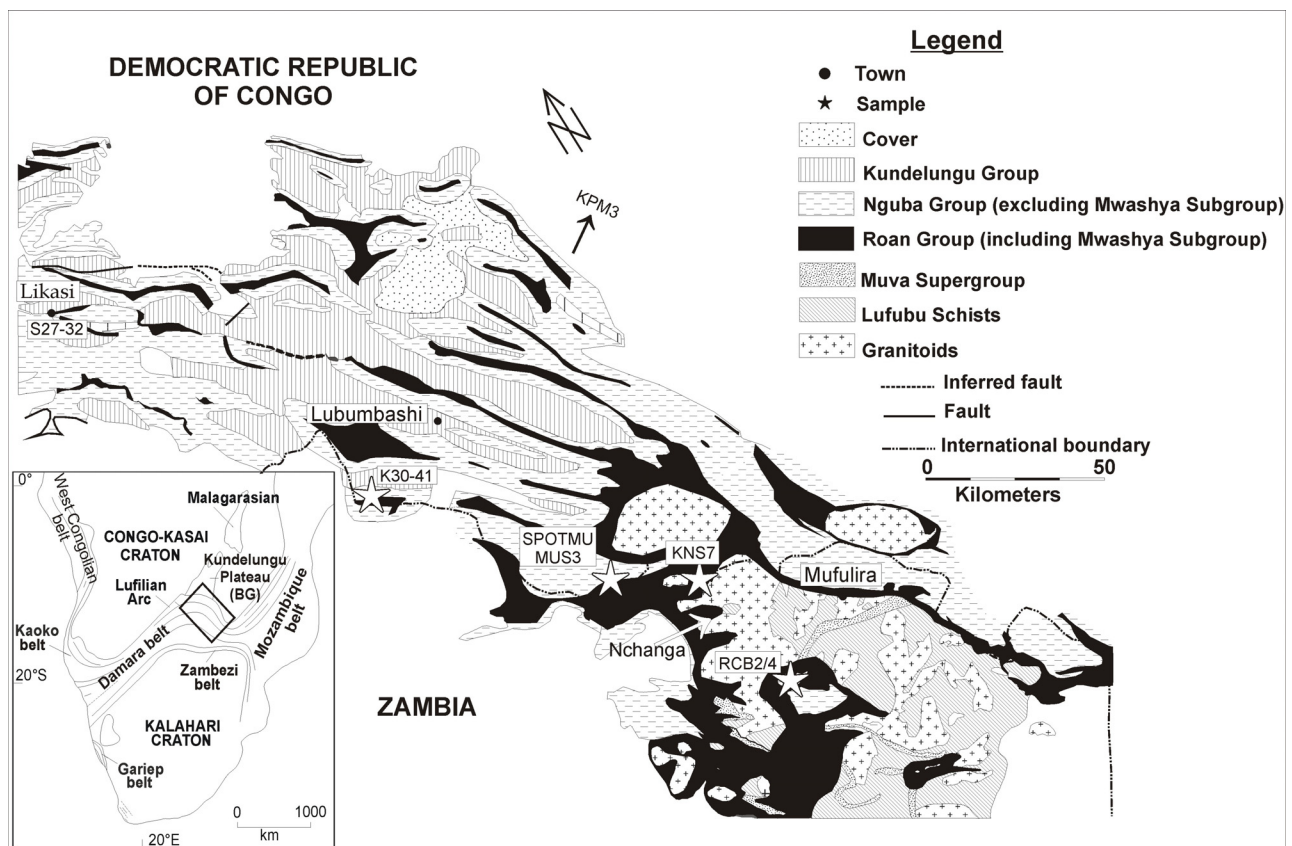 DEMOCRATIC REPUBLIC
OF CONGO
Legend
Town
Sample
Cover
Kundelungu Group
Nguba Group (excluding Mwashya Subgroup)
Roan Group (including Mwashya Subgroup)
Muva Supergroup
Lufubu Schists
Granitoids
Inferred fault
Fault
International boundary
0 50
Kilometers
N
KPM3
Likasi
S27-32
Lubumbashi
K30-41
SPOTMU
MUS3
KNS7
Mufulira
Nchanga
RCB2/4
ZAMBIA
0°
West Congolian
belt
Malagarasian
CONGO-KASAI
CRATON
Kundelungu
Plateau
(BG)
Lufilian
Arc
Mozambique
belt
Kaoko
belt
Damara belt
Zambezi
belt
20°S
KALAHARI
CRATON
Gariep
belt
0 1000
km
20°E